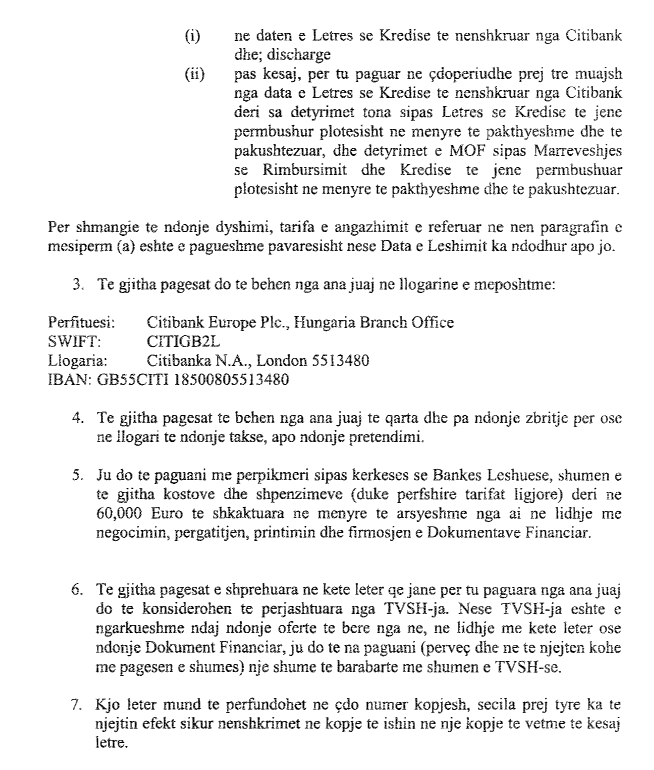 (i) ne daten e Letres se Kredise te nenshkruar nga Citibank
dhe; discharge
(ii) pas kesaj, per tu paguar ne çdoperiudhe prej tre muajsh
nga data e Letres se Kredise te nenshkruar nga Citibank
deri sa detyrimet tona sipas Letres se Kredise te jene
permbushur plotesisht ne menyre te pakthyeshme dhe te
pakushtezuar, dhe detyrimet e MOF sipas Marreveshjes
se Rimbursimit dhe Kredise te jene permbushuar
plotesisht ne menyre te pakthyeshme dhe te pakushtezuar.
Per shmangie te ndonje dyshimi, tarifa e angazhimit e referuar ne nen paragrafin e
mesiperm (a) eshte e pagueshme pavaresisht nese Data e Leshimit ka ndodhur apo jo.
3. Te gjitha pagesat do te behen nga ana juaj ne llogarine e meposhtme:
Perfituesi: Citibank Europe Plc., Hungaria Branch Office
SWIFT: CITIGB2L
Llogaria: Citibanka N.A., London 5513480
IBAN: GB55CITI 18500805513480
4. Te gjitha pagesat te behen nga ana juaj te qarta dhe pa ndonje zbritje per ose
ne llogari te ndonje takse, apo ndonje pretendimi.
5. Ju do te paguani me perpikmeri sipas kerkeses se Bankes Leshuese, shumen e
te gjitha kostove dhe shpenzimeve (duke perfshire tarifat ligjore) deri ne
60,000 Euro te shkaktuara ne menyre te arsyeshme nga ai ne lidhje me
negocimin, pergatitjen, printimin dhe firmosjen e Dokumentave Financiar.
6. Te gjitha pagesat e shprehuara ne kete leter qe jane per tu paguara nga ana juaj
do te konsiderohen te perjashtuara nga TVSH-ja. Nese TVSH-ja eshte e
ngarkueshme ndaj ndonje oferte te bere nga ne, ne lidhje me kete leter ose
ndonje Dokument Financiar, ju do te na paguani (perveç dhe ne te njejten kohe
me pagesen e shumes) nje shume te barabarte me shumen e TVSH-se.
7. Kjo leter mund te perfundohet ne çdo numer kopjesh, secila prej tyre ka te
njejtin efekt sikur nenshkrimet ne kopje te ishin ne nje kopje te vetme te kesaj
letre.